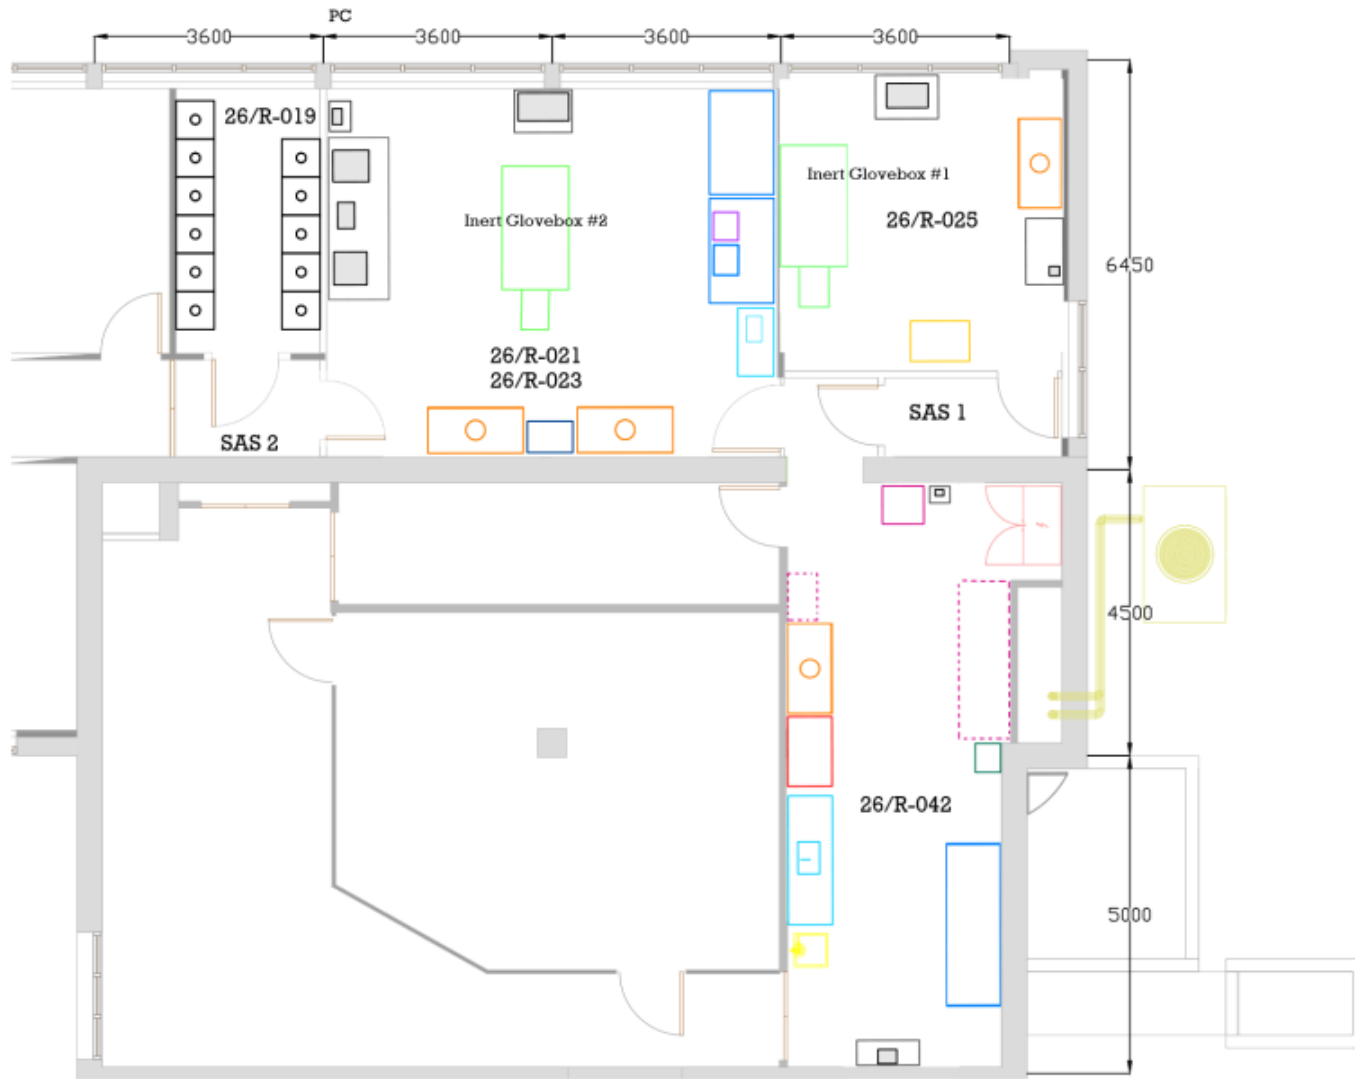 PC
3600
3600
3600
3600
26/R-019
Inert Glovebox #1
Inert Glovebox #2
26/R-025
6450
26/R-021
26/R-023
SAS 1
SAS 2
4500
26/R-042
5000